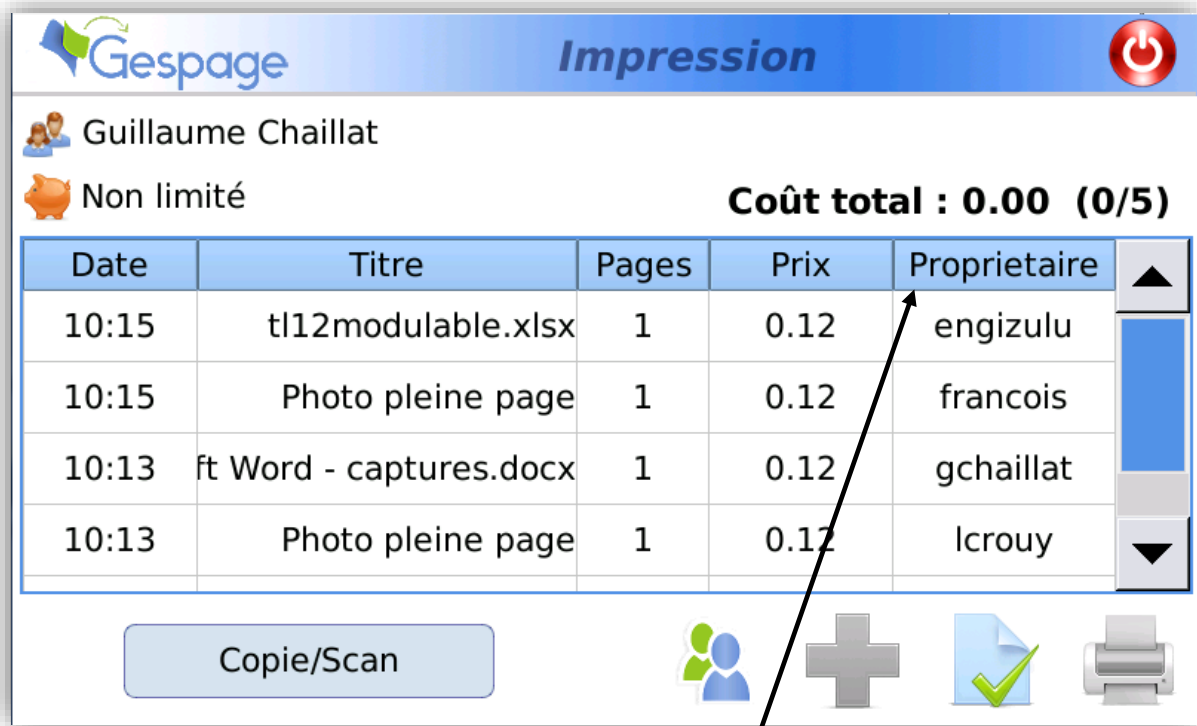 Gespage Impression
Guillaume Chaillat
Non limité
Coût total : 0.00 (0/5)
Date Titre Pages Prix Proprietaire
10:15 tl12modulable.xlsx 1 0.12 engizulu
10:15 Photo pleine page 1 0.12 francois
10:13 ft Word - captures.docx 1 0.12 gchaillat
10:13 Photo pleine page 1 0.12 lcrouy
Copie/Scan